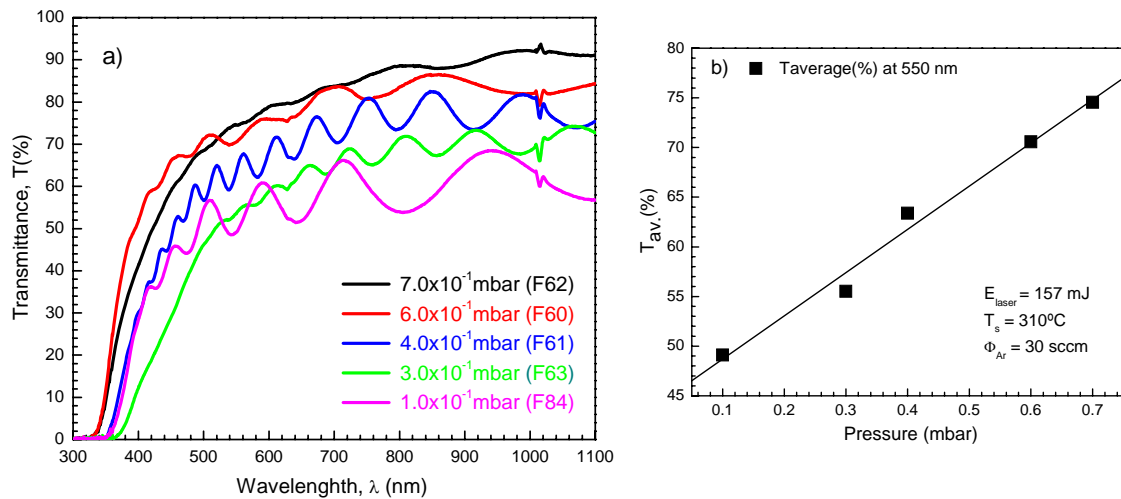 a)
Transmittance, T(%)
100
90
80
70
60
50
40
30
20
10
0
7.0x10⁻¹mbar (F62)
6.0x10⁻¹mbar (F60)
4.0x10⁻¹mbar (F61)
3.0x10⁻¹mbar (F63)
1.0x10⁻¹mbar (F84)
300 400 500 600 700 800 900 1000 1100
Wavelenghth, λ (nm)
b) ■ Taverage(%) at 550 nm
T_av.(%)
80
75
70
65
60
55
50
45
E_laser = 157 mJ
T_s = 310ºC
Φ_Ar = 30 sccm
0.1 0.2 0.3 0.4 0.5 0.6 0.7
Pressure (mbar)